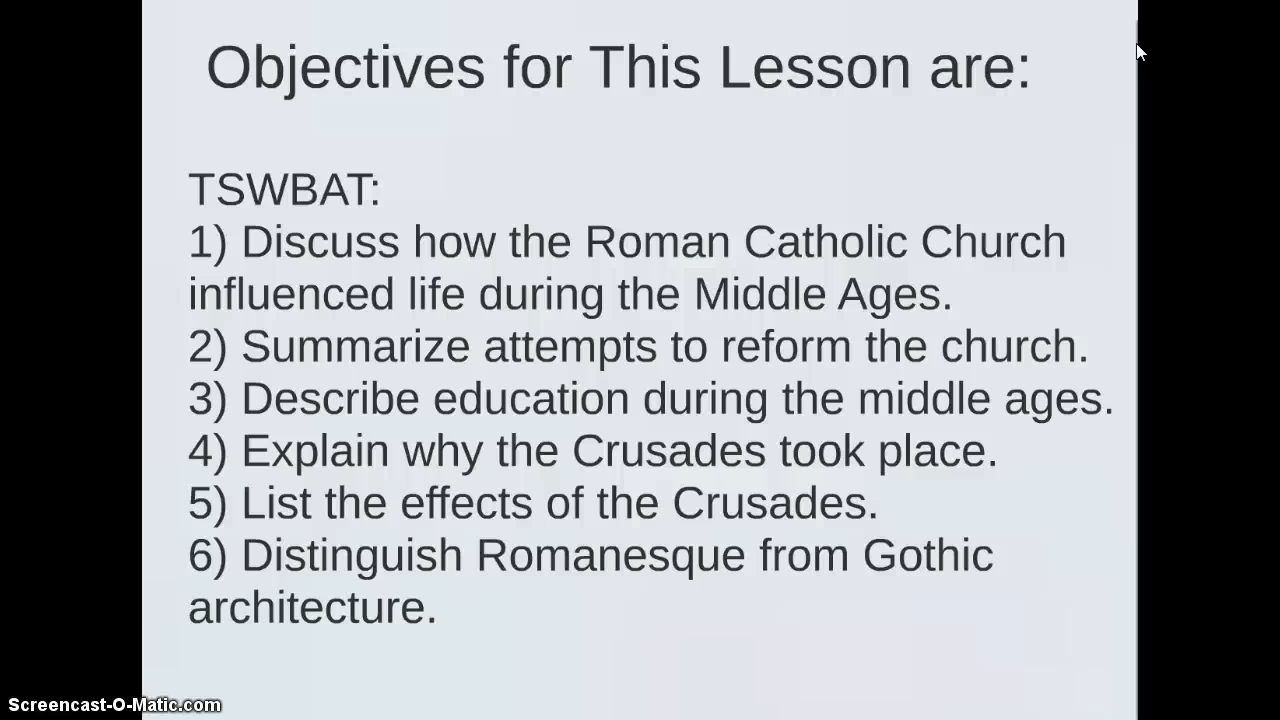 Objectives for This Lesson are:
TSWBAT:
1) Discuss how the Roman Catholic Church
influenced life during the Middle Ages.
2) Summarize attempts to reform the church.
3) Describe education during the middle ages.
4) Explain why the Crusades took place.
5) List the effects of the Crusades.
6) Distinguish Romanesque from Gothic
architecture.
Screencast-O-Matic.com